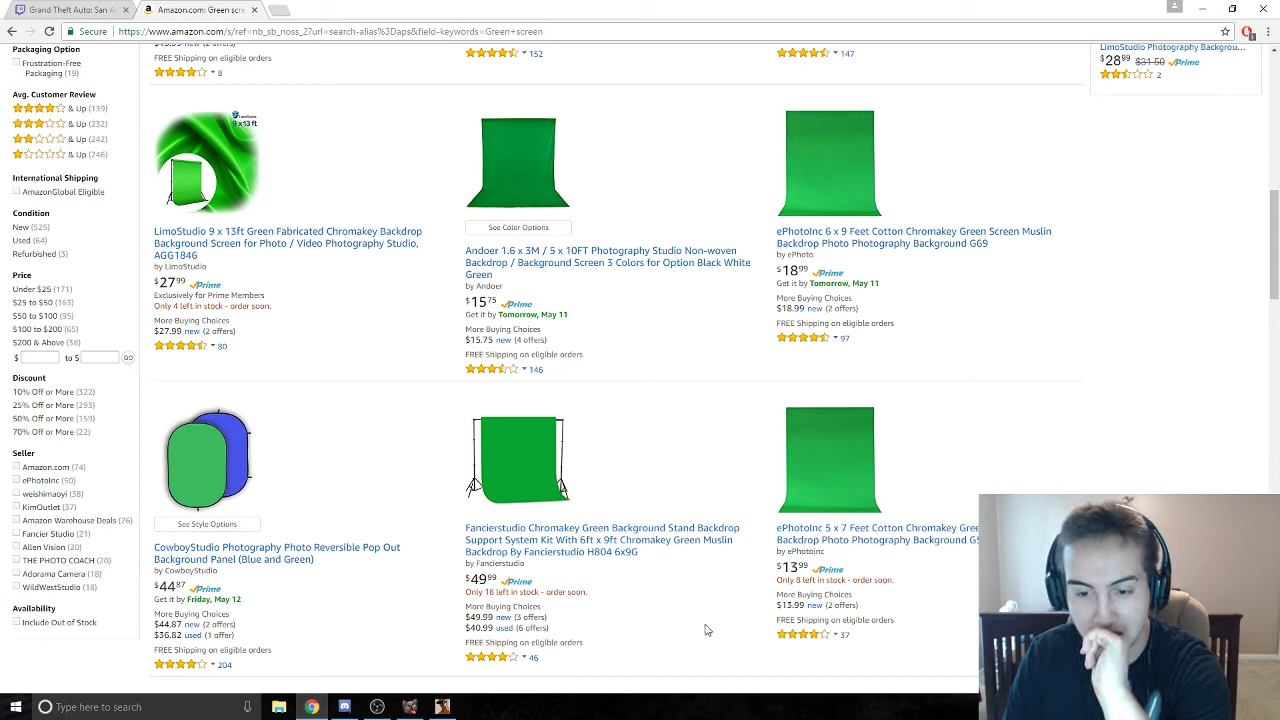 Grand Theft Auto: San A
Amazon.com: Green scre
Secure https://www.amazon.com/s/ref=nb_sb_noss_2?url=search-alias%3Daps&field-keywords=Green+screen
Packaging Option
Frustration-Free
Packaging (19)
Avg. Customer Review
& Up (139)
& Up (232)
& Up (242)
& Up (246)
International Shipping
AmazonGlobal Eligible
Condition
New (525)
Used (64)
Refurbished (3)
Price
Under $25 (171)
$25 to $50 (163)
$50 to $100 (95)
$100 to $200 (65)
$200 & Above (38)
$ to $ GO
Discount
10% Off or More (322)
25% Off or More (293)
50% Off or More (159)
70% Off or More (22)
Seller
Amazon.com (74)
ePhotoInc (50)
weishimaoyi (38)
KimOutlet (37)
Amazon Warehouse Deals (26)
Fancier Studio (21)
Allen Vision (20)
THE PHOTO COACH (20)
Adorama Camera (18)
WildWestStudio (18)
Availability
Include Out of Stock
FREE Shipping on eligible orders
8
152
147
LimoStudio Photography Backgrou...
$28 99 $31.50 Prime
2
LimoStudio
9 x 13 ft
LimoStudio 9 x 13ft Green Fabricated Chromakey Backdrop
Background Screen for Photo / Video Photography Studio,
AGG1846
by LimoStudio
$27 99 Prime
Exclusively for Prime Members
Only 4 left in stock - order soon.
More Buying Choices
$27.99 new (2 offers)
80
See Color Options
Andoer 1.6 x 3M / 5 x 10FT Photography Studio Non-woven
Backdrop / Background Screen 3 Colors for Option Black White
Green
by Andoer
$15 75 Prime
Get it by Tomorrow, May 11
More Buying Choices
$15.75 new (4 offers)
FREE Shipping on eligible orders
146
ePhotoInc 6 x 9 Feet Cotton Chromakey Green Screen Muslin
Backdrop Photo Photography Background G69
by ePhoto
$18 99 Prime
Get it by Tomorrow, May 11
More Buying Choices
$18.99 new (2 offers)
FREE Shipping on eligible orders
97
See Style Options
CowboyStudio Photography Photo Reversible Pop Out
Background Panel (Blue and Green)
by CowboyStudio
$44 87 Prime
Get it by Friday, May 12
More Buying Choices
$44.87 new (2 offers)
$36.82 used (1 offer)
FREE Shipping on eligible orders
204
Fancierstudio Chromakey Green Background Stand Backdrop
Support System Kit With 6ft x 9ft Chromakey Green Muslin
Backdrop By Fancierstudio H804 6x9G
by Fancierstudio
$49 99 Prime
Only 18 left in stock - order soon.
More Buying Choices
$49.99 new (3 offers)
$40.99 used (6 offers)
FREE Shipping on eligible orders
46
ePhotoInc 5 x 7 Feet Cotton Chromakey Gre
Backdrop Photo Photography Background G
by ePhotoinc
$13 99 Prime
Only 8 left in stock - order soon.
More Buying Choices
$13.99 new (2 offers)
FREE Shipping on eligible orders
37
Type here to search